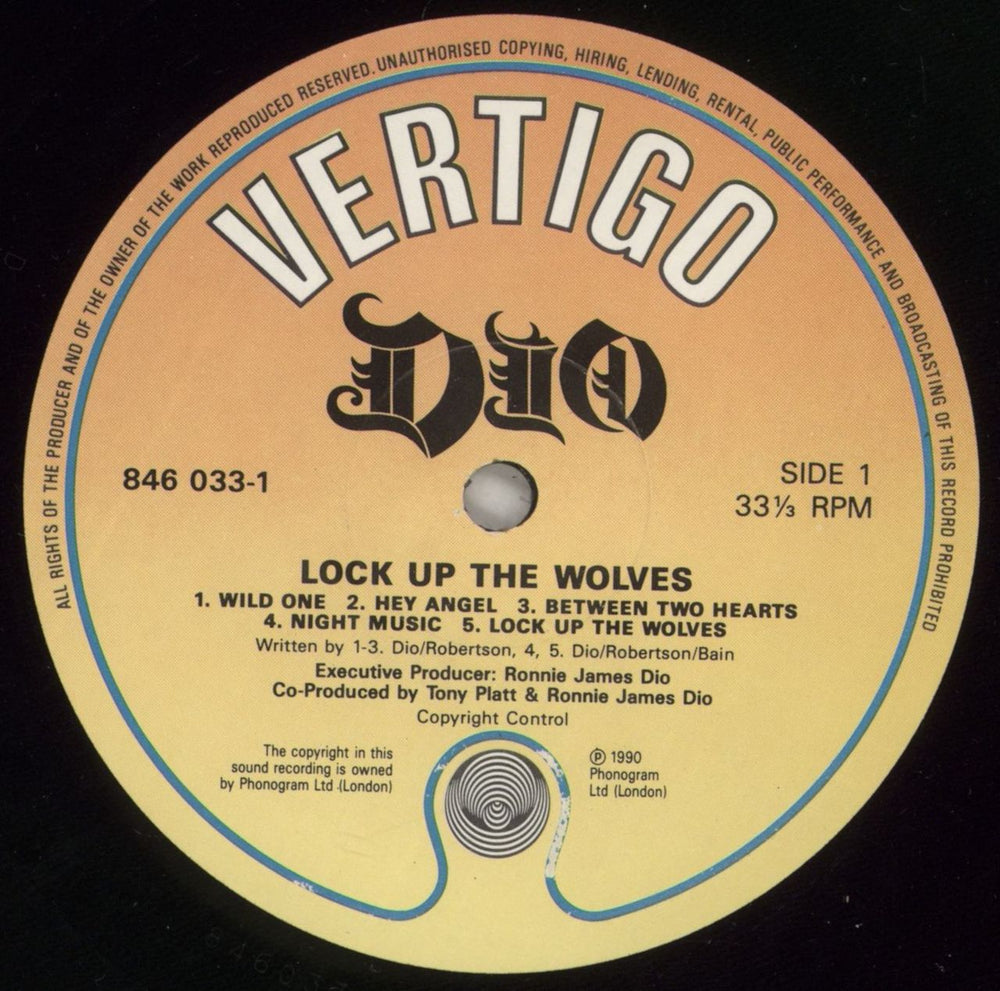 ALL RIGHTS OF THE PRODUCER AND OF THE OWNER OF THE WORK REPRODUCED RESERVED. UNAUTHORISED COPYING, HIRING, LENDING, RENTAL, PUBLIC PERFORMANCE AND BROADCASTING OF THIS RECORD PROHIBITED
VERTIGO
DIO
846 033-1
SIDE 1
33⅓ RPM
LOCK UP THE WOLVES
1. WILD ONE 2. HEY ANGEL 3. BETWEEN TWO HEARTS
4. NIGHT MUSIC 5. LOCK UP THE WOLVES
Written by 1-3. Dio/Robertson, 4, 5. Dio/Robertson/Bain
Executive Producer: Ronnie James Dio
Co-Produced by Tony Platt & Ronnie James Dio
Copyright Control
The copyright in this
sound recording is owned
by Phonogram Ltd (London)
℗ 1990
Phonogram
Ltd (London)